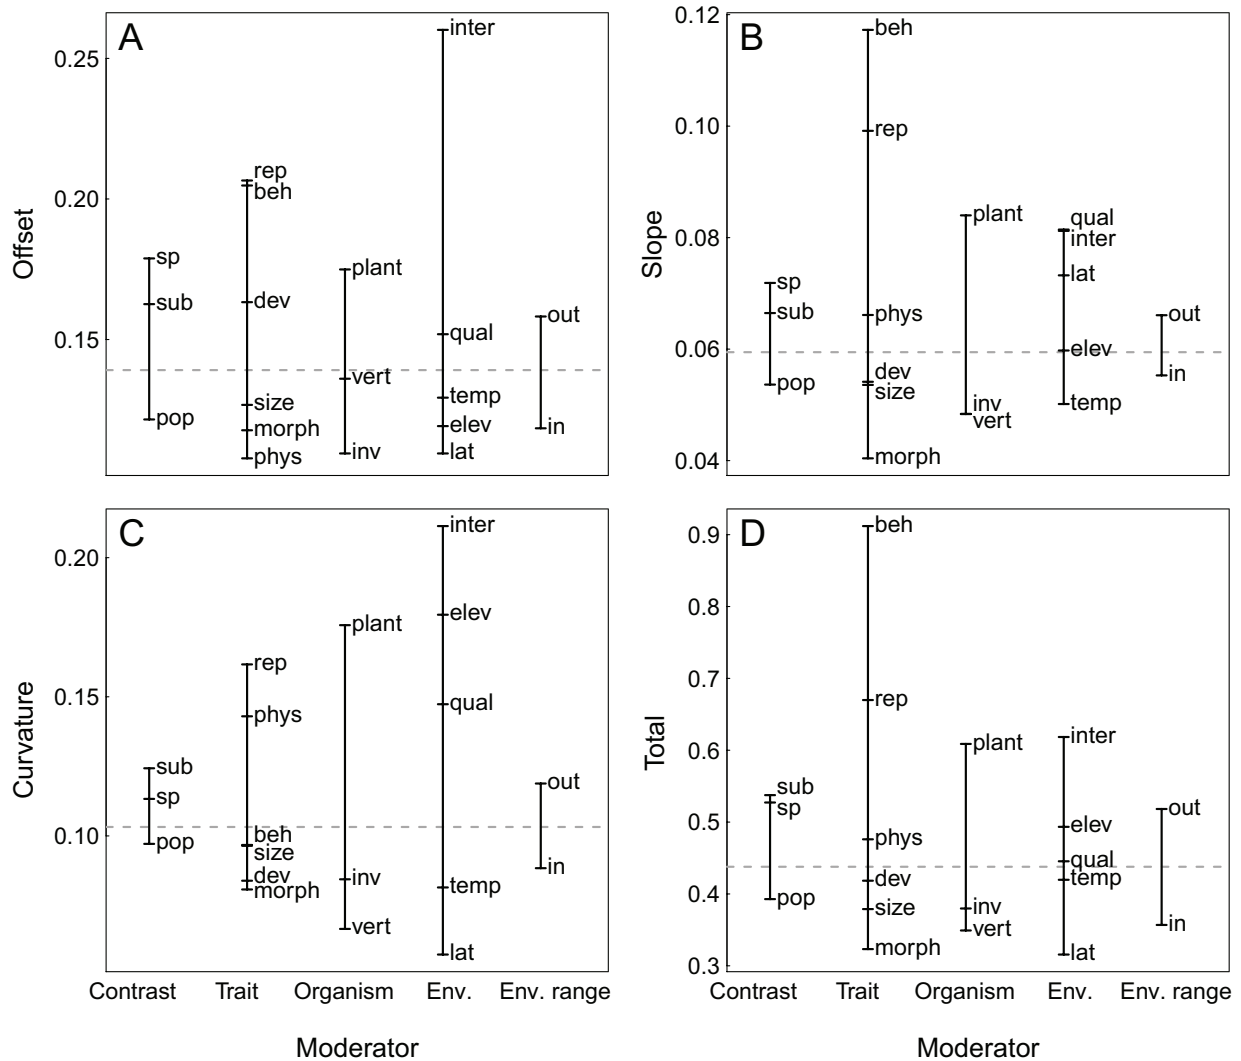 A
Offset
0.25
0.20
0.15
sp
sub
pop
rep
beh
dev
size
morph
phys
plant
vert
inv
inter
qual
temp
elev
lat
out
in
B
Slope
0.12
0.10
0.08
0.06
0.04
sp
sub
pop
beh
rep
phys
dev
size
morph
plant
inv
vert
qual
inter
lat
elev
temp
out
in
C
Curvature
0.20
0.15
0.10
sub
sp
pop
rep
phys
beh
size
dev
morph
plant
inv
vert
inter
elev
qual
temp
lat
out
in
Contrast Trait Organism Env. Env. range
Moderator
D
Total
0.9
0.8
0.7
0.6
0.5
0.4
0.3
sub
sp
pop
beh
rep
phys
dev
size
morph
plant
inv
vert
inter
elev
qual
temp
lat
out
in
Contrast Trait Organism Env. Env. range
Moderator